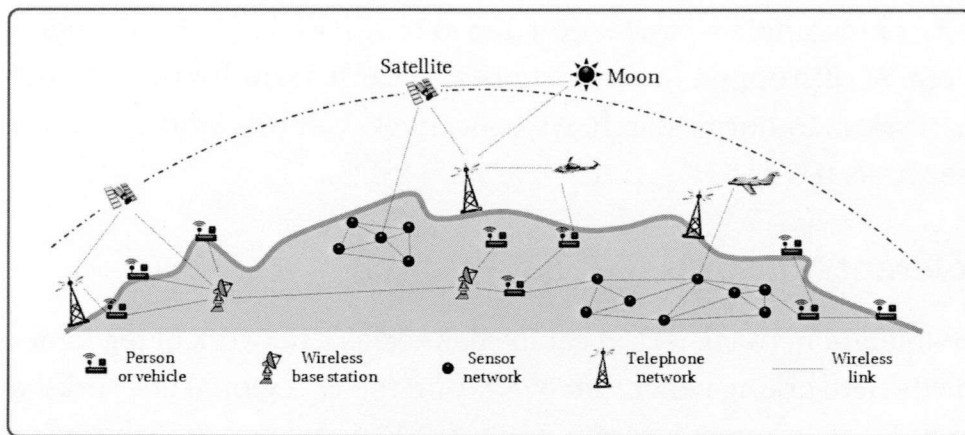 Satellite
Moon
Person
or vehicle
Wireless
base station
Sensor
network
Telephone
network
Wireless
link